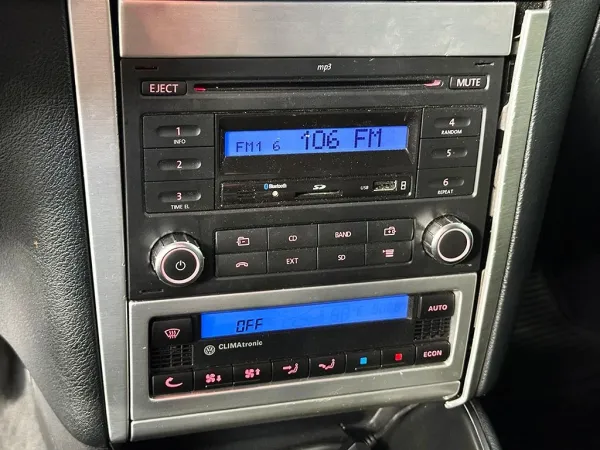 mp3
EJECT
MUTE
1
INFO
2
3
TIME EL
FM1 6 106 FM
4
RANDOM
5
6
REPEAT
Bluetooth
SD
USB
CD
BAND
EXT
SD
OFF
AUTO
CLIMAtronic
ECON